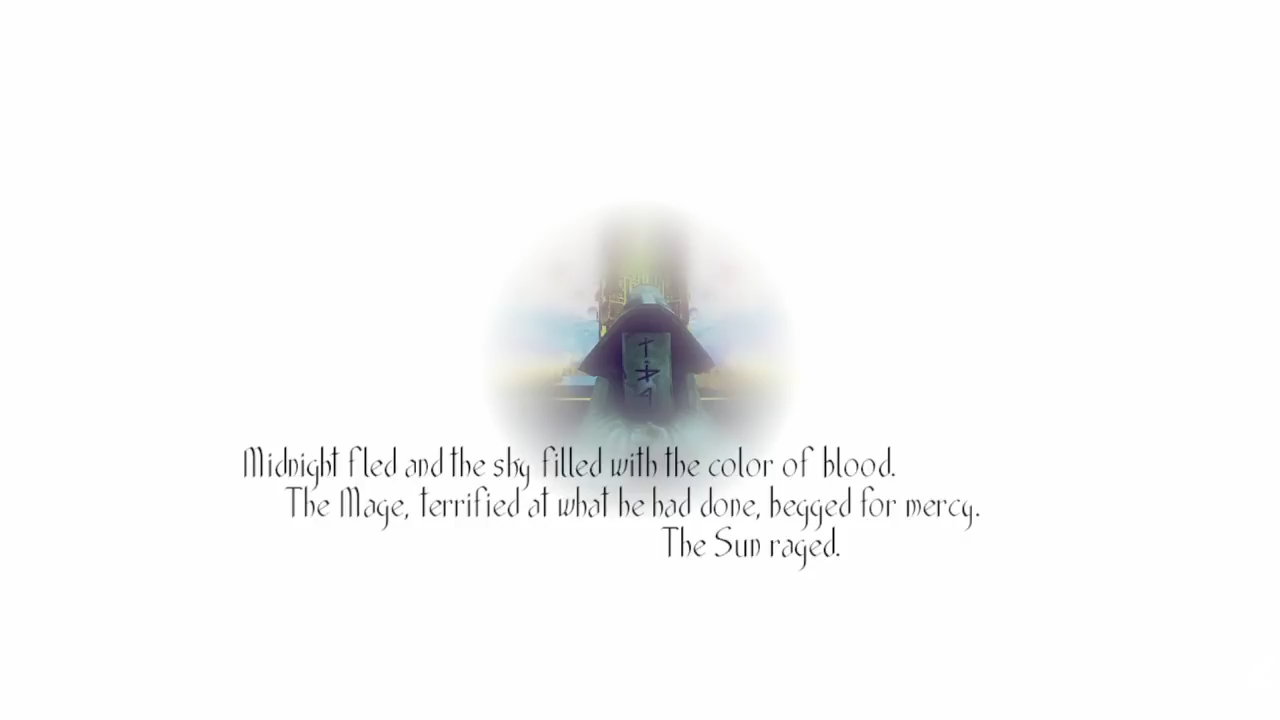 Midnight fled and the sky filled with the color of blood.
The Mage, terrified at what he had done, begged for mercy.
The Sun raged.